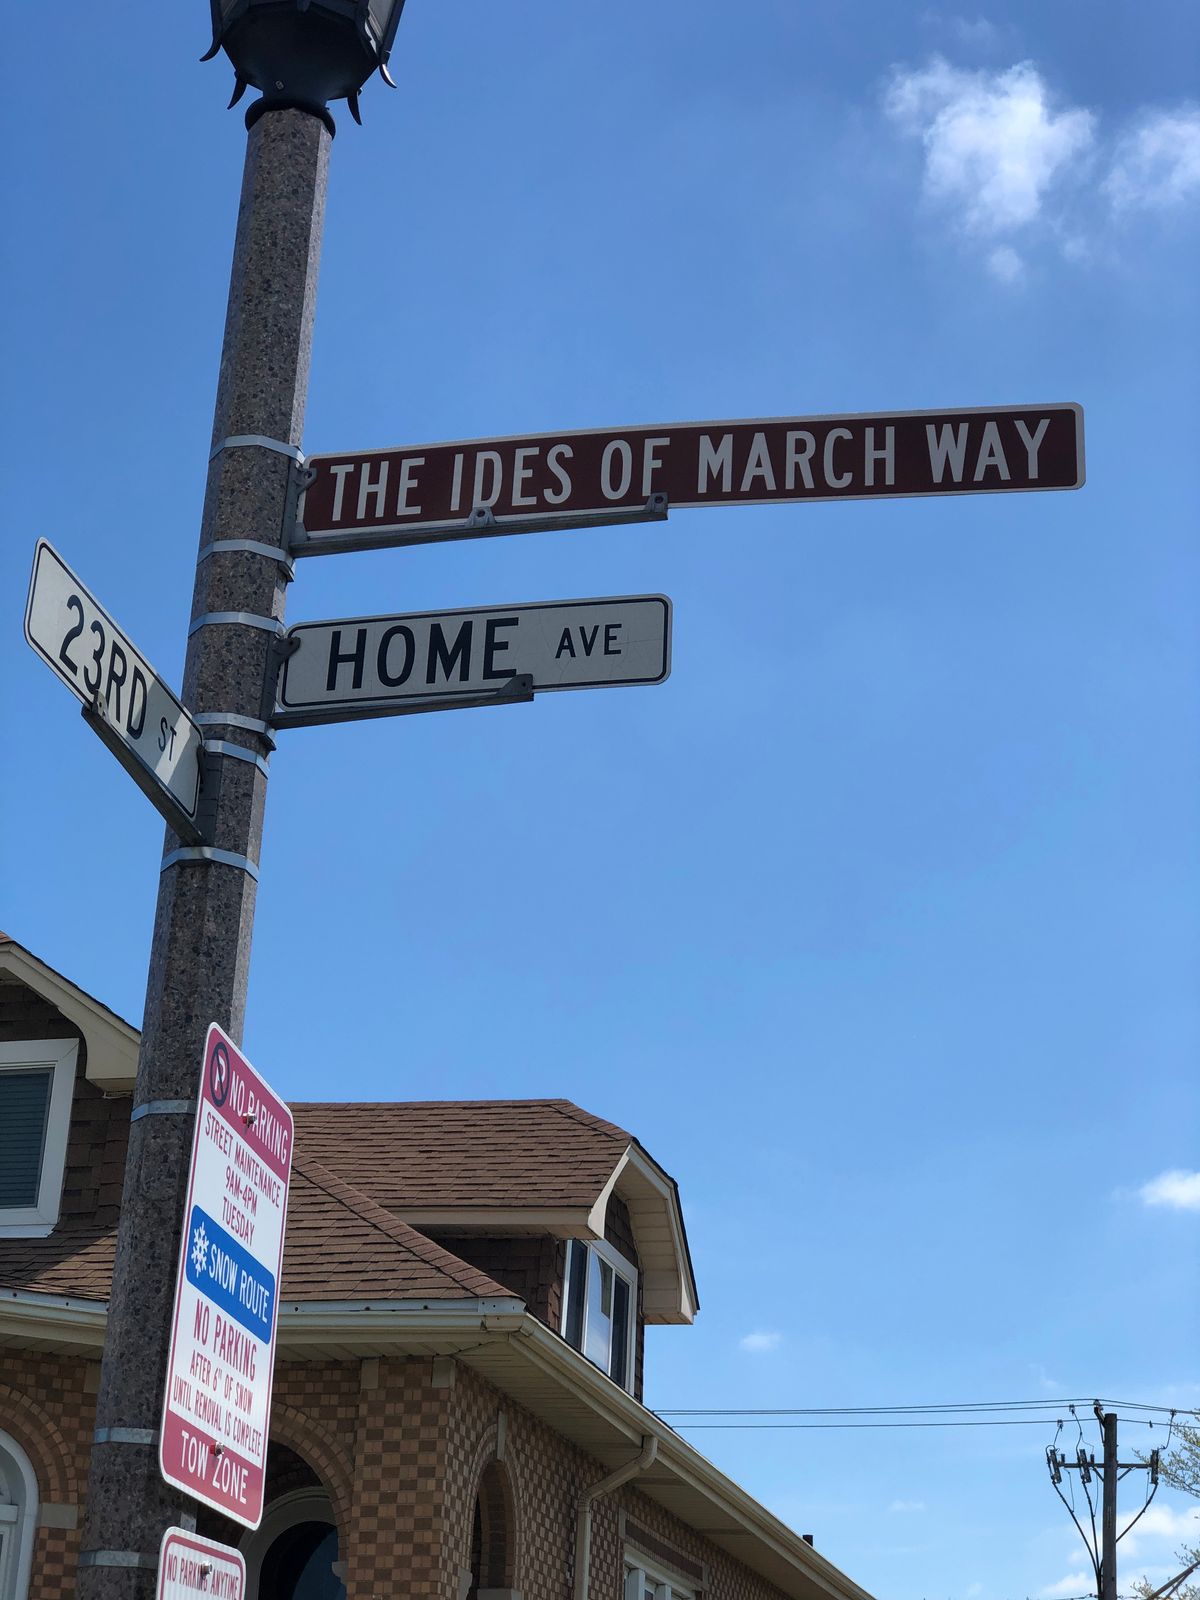 THE IDES OF MARCH WAY
HOME AVE
23RD ST
NO PARKING
STREET MAINTENANCE
9AM-4PM
TUESDAY
SNOW ROUTE
NO PARKING
AFTER 6" OF SNOW
UNTIL REMOVAL IS COMPLETE
TOW ZONE
NO PARKING ANYTIME